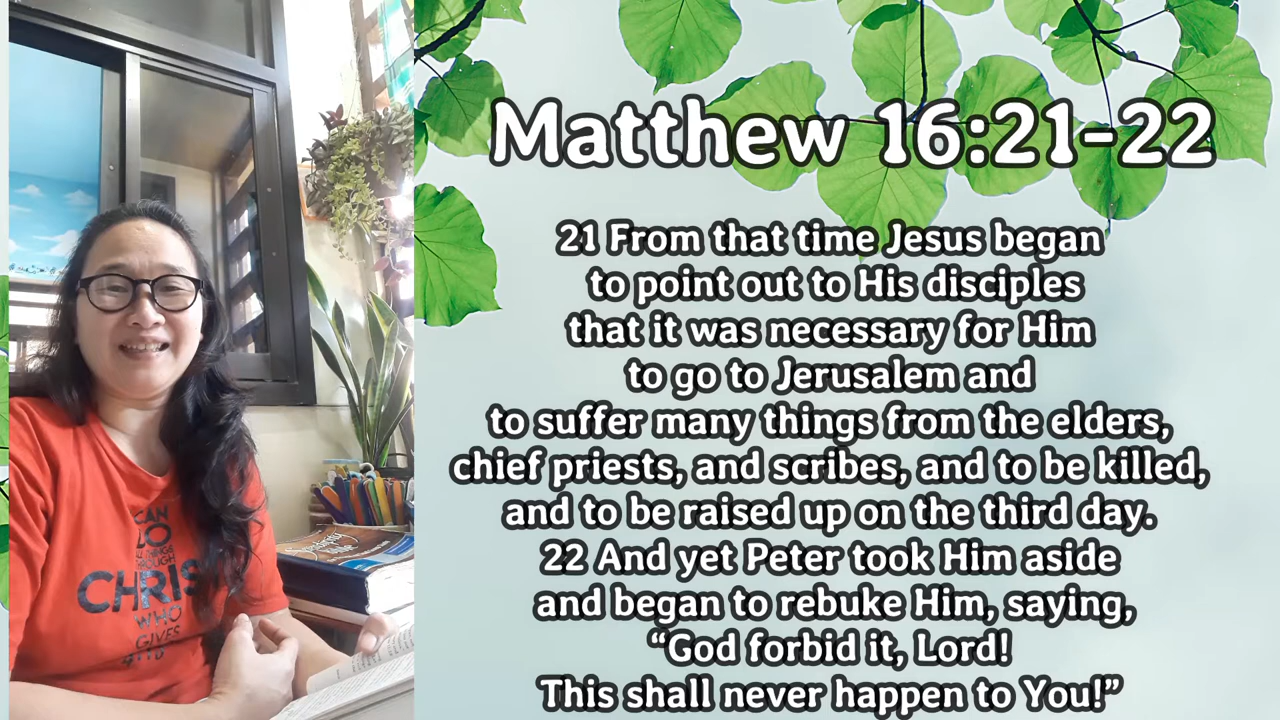 Matthew 16:21-22
21 From that time Jesus began
to point out to His disciples
that it was necessary for Him
to go to Jerusalem and
to suffer many things from the elders,
chief priests, and scribes, and to be killed,
and to be raised up on the third day.
22 And yet Peter took Him aside
and began to rebuke Him, saying,
“God forbid it, Lord!
This shall never happen to You!”
CAN
DO
ALL THINGS
THROUGH
CHRIS
WHO
GIVES